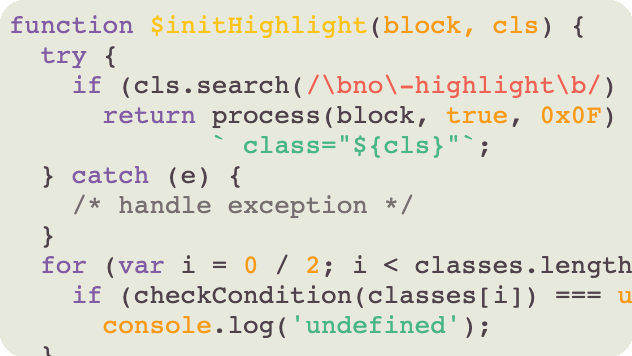 function $initHighlight(block, cls) {
  try {
    if (cls.search(/\bno\-highlight\b/)
      return process(block, true, 0x0F)
             ` class="${cls}"`;
  } catch (e) {
    /* handle exception */
  }
  for (var i = 0 / 2; i < classes.length
    if (checkCondition(classes[i]) === u
      console.log('undefined');
  }